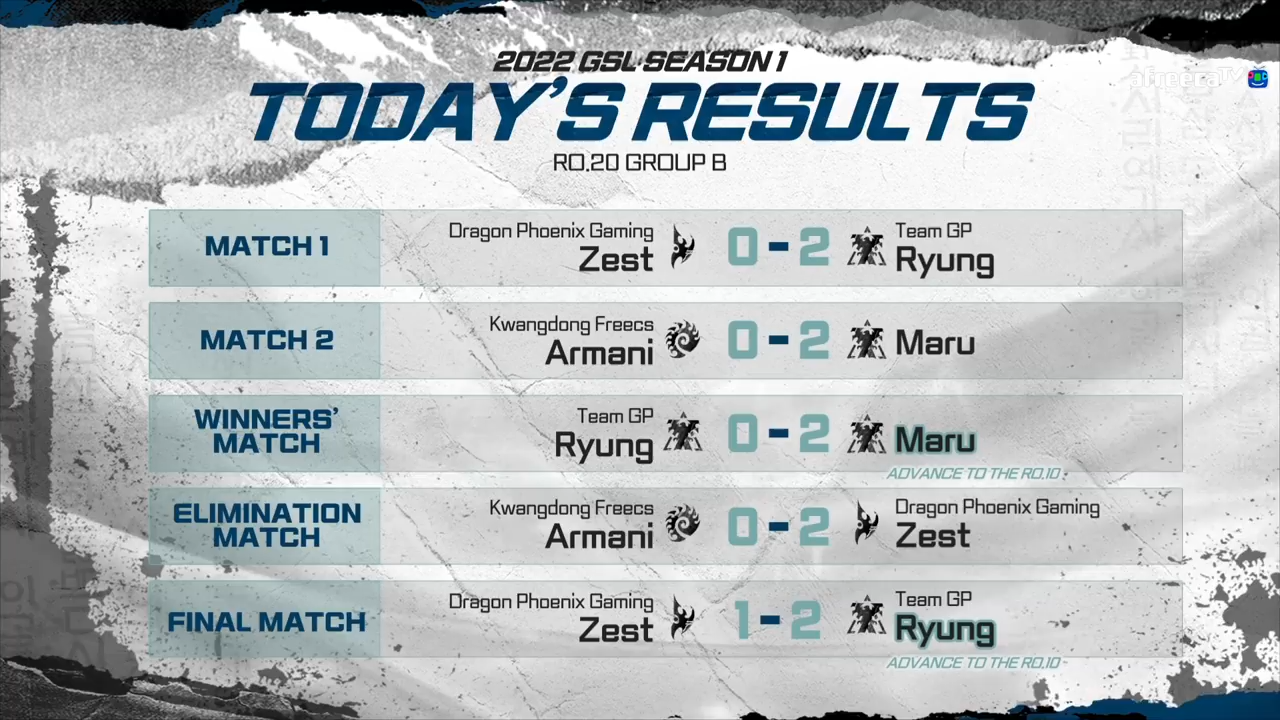 2022 GSL SEASON 1
TODAY'S RESULTS
RO.20 GROUP B
afreecaTV
MATCH 1
Dragon Phoenix Gaming
Zest
0 - 2
Team GP
Ryung
MATCH 2
Kwangdong Freecs
Armani
0 - 2
Maru
WINNERS'
MATCH
Team GP
Ryung
0 - 2
Maru
ADVANCE TO THE RO.10
ELIMINATION
MATCH
Kwangdong Freecs
Armani
0 - 2
Dragon Phoenix Gaming
Zest
FINAL MATCH
Dragon Phoenix Gaming
Zest
1 - 2
Team GP
Ryung
ADVANCE TO THE RO.10